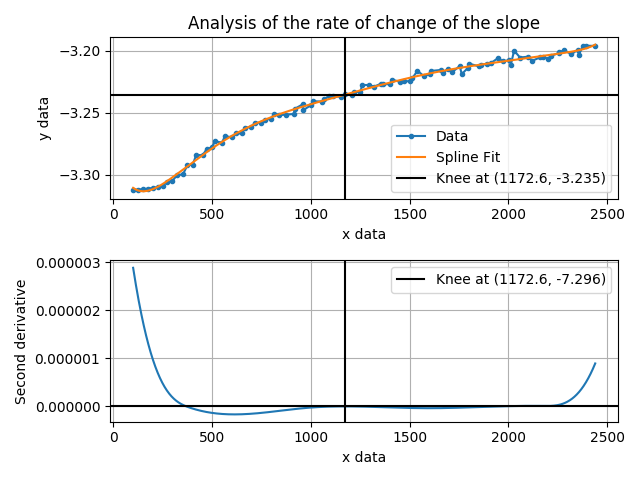 Analysis of the rate of change of the slope
−3.20
−3.25
−3.30
y data
Data
Spline Fit
Knee at (1172.6, -3.235)
0 500 1000 1500 2000 2500
x data
0.000003
0.000002
0.000001
0.000000
Second derivative
Knee at (1172.6, -7.296)
0 500 1000 1500 2000 2500
x data